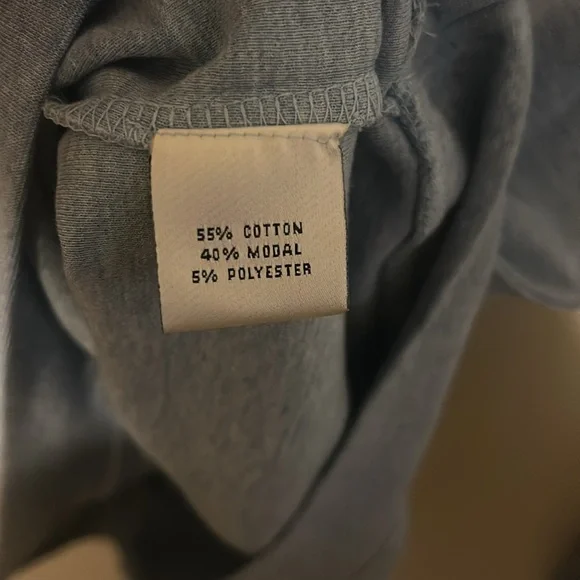 55% COTTON
40% MODAL
5% POLYESTER